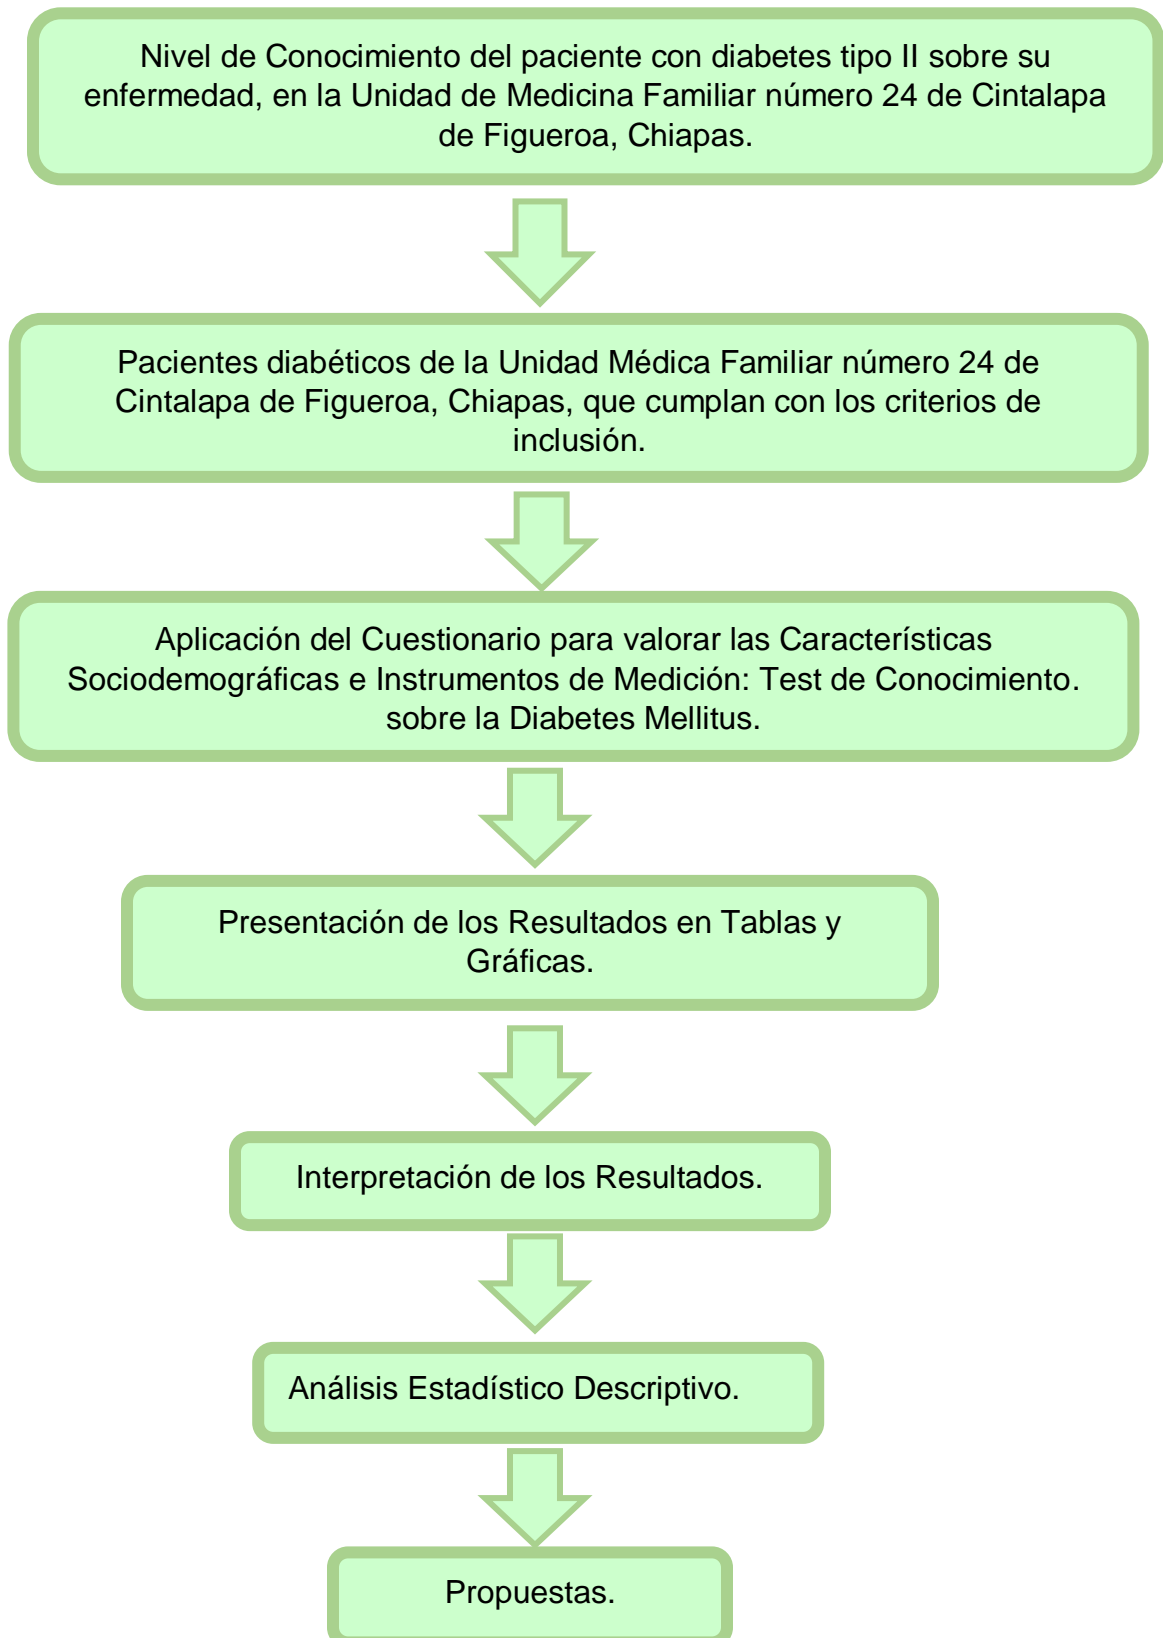 Nivel de Conocimiento del paciente con diabetes tipo II sobre su
enfermedad, en la Unidad de Medicina Familiar número 24 de Cintalapa
de Figueroa, Chiapas.
Pacientes diabéticos de la Unidad Médica Familiar número 24 de
Cintalapa de Figueroa, Chiapas, que cumplan con los criterios de
inclusión.
Aplicación del Cuestionario para valorar las Características
Sociodemográficas e Instrumentos de Medición: Test de Conocimiento.
sobre la Diabetes Mellitus.
Presentación de los Resultados en Tablas y
Gráficas.
Interpretación de los Resultados.
Análisis Estadístico Descriptivo.
Propuestas.